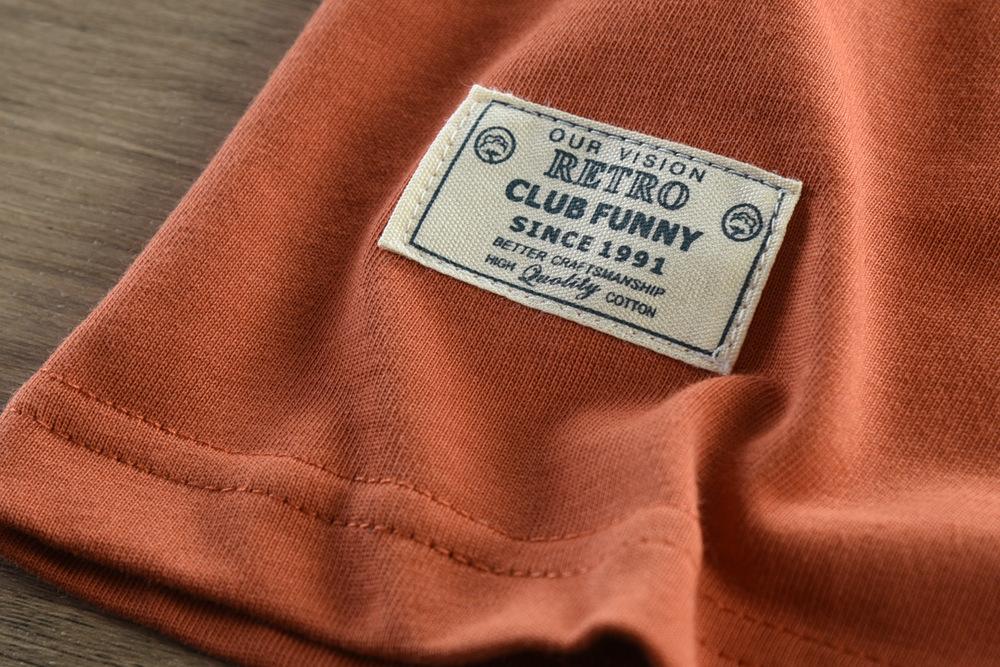 OUR VISION
RETRO
CLUB FUNNY
SINCE 1991
BETTER CRAFTSMANSHIP
HIGH Quality COTTON